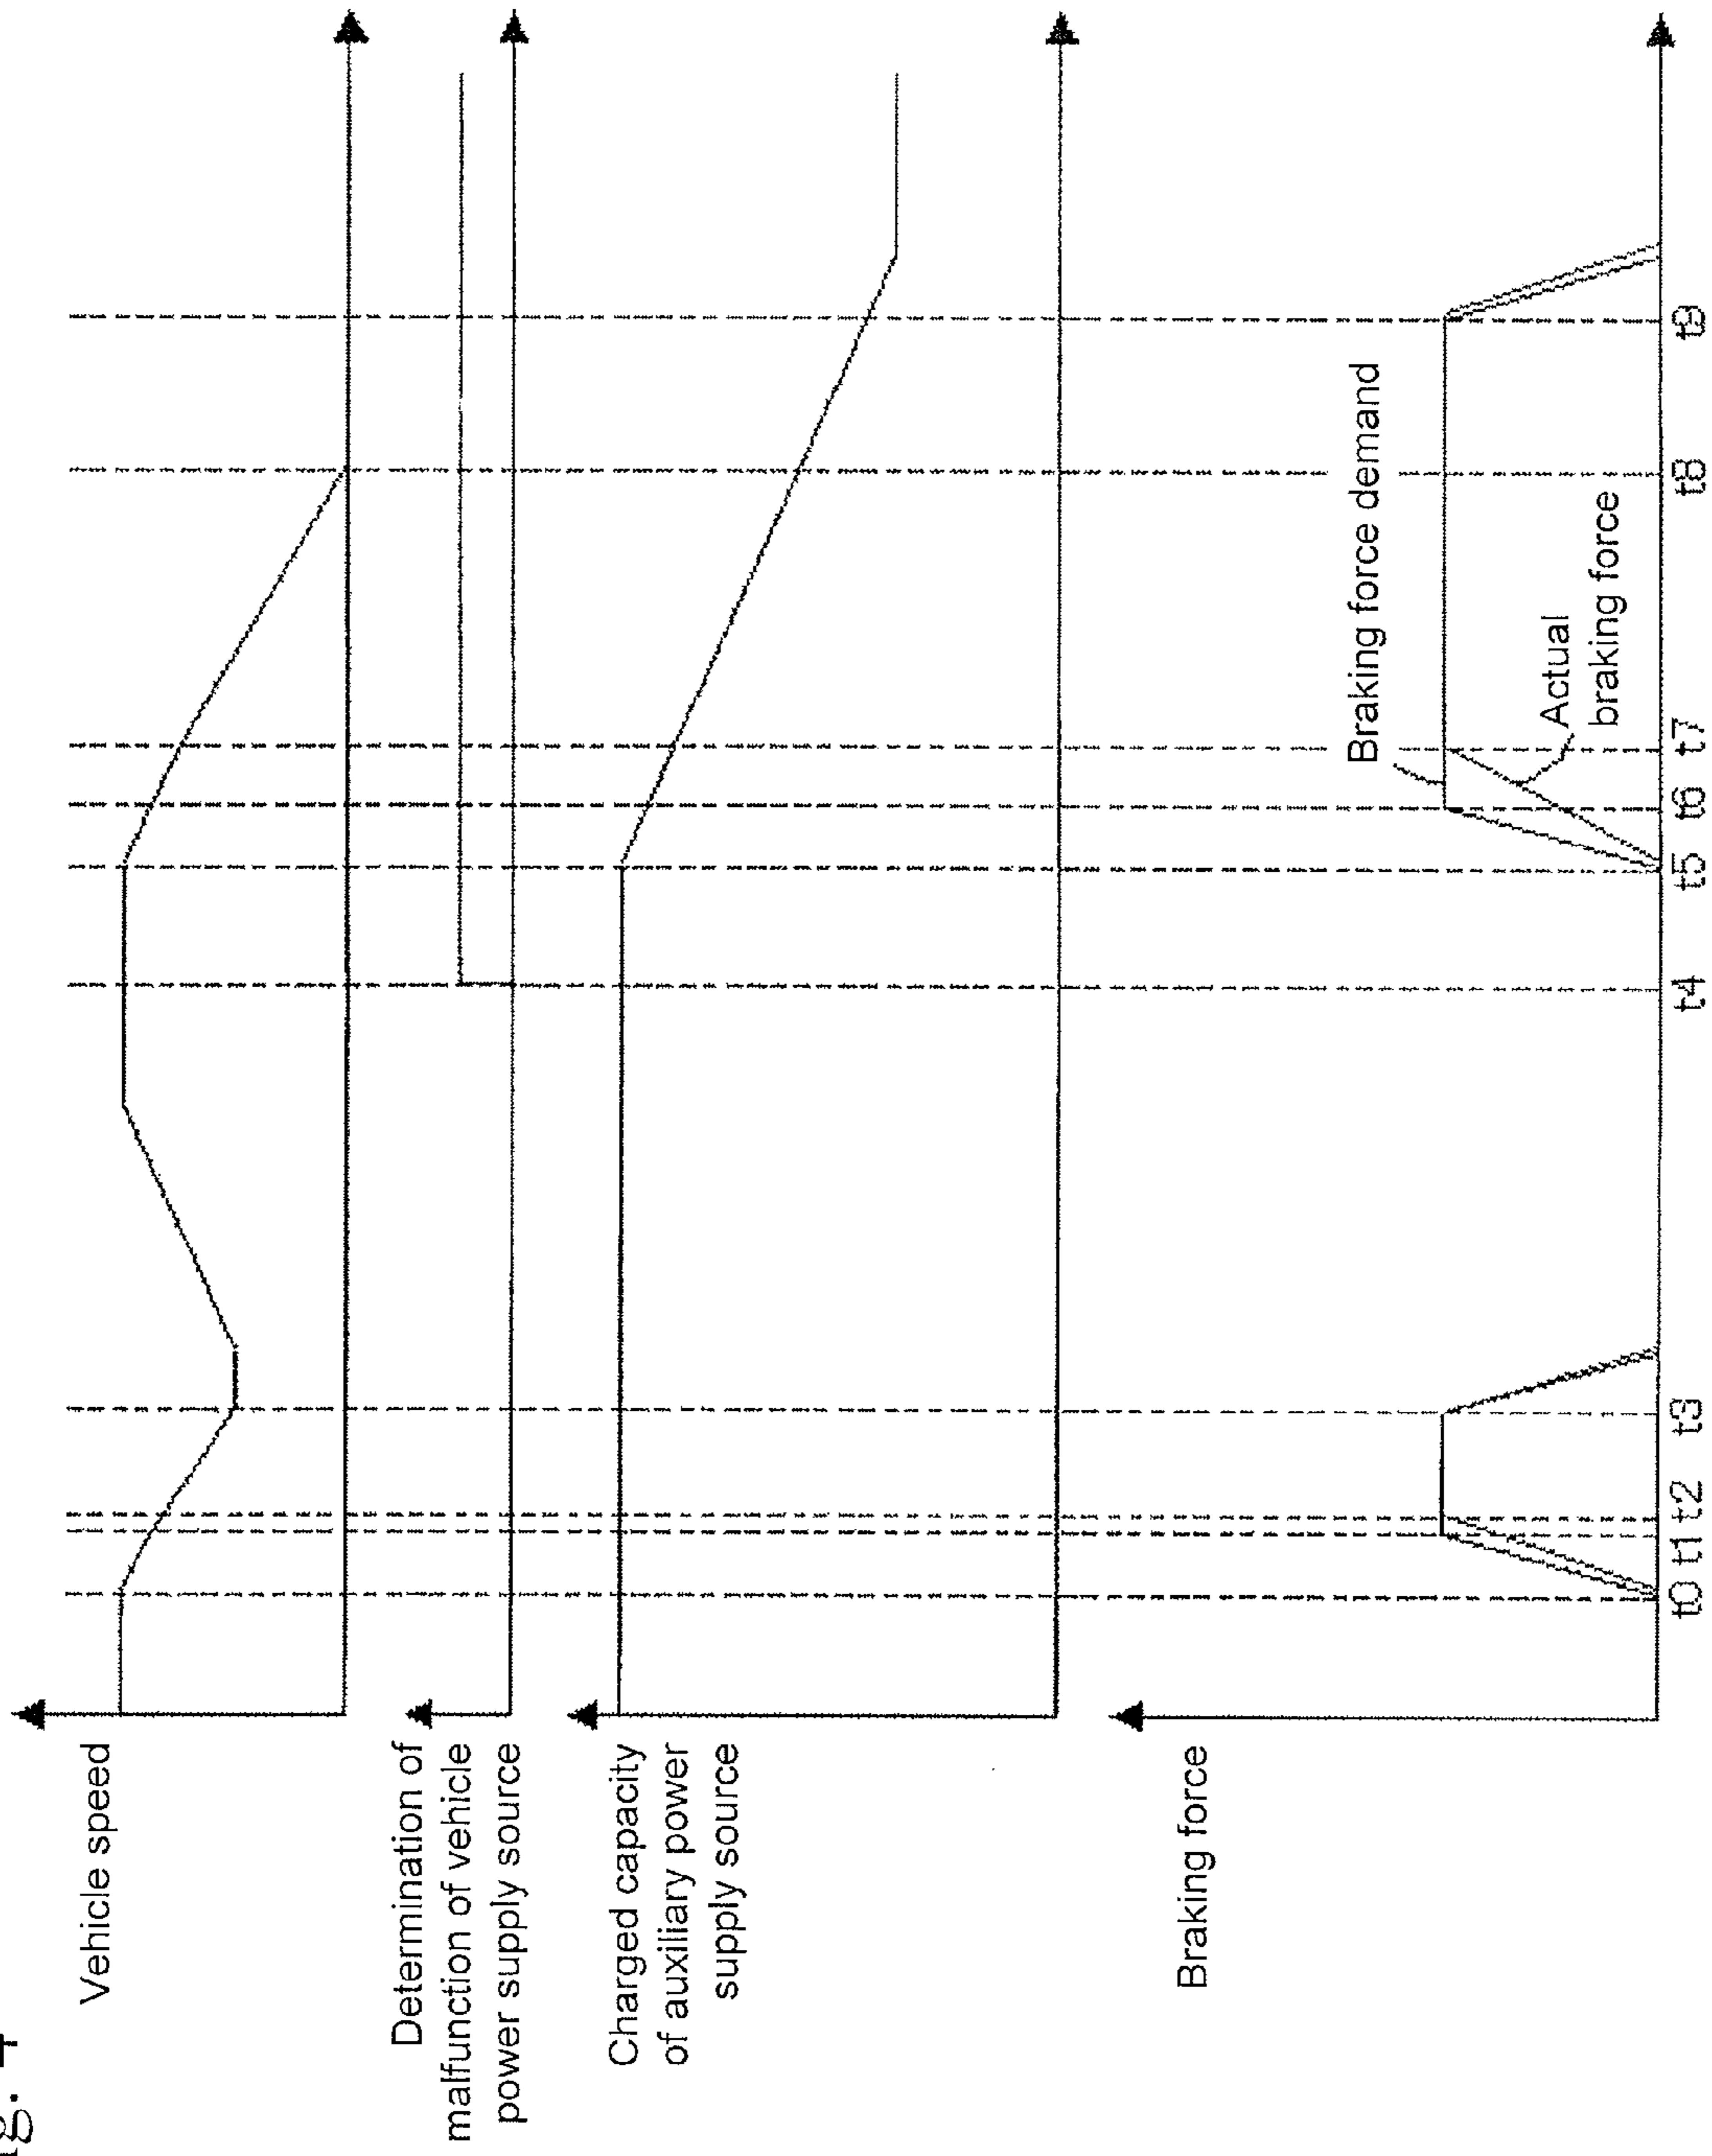 Vehicle speed
Determination of
malfunction of vehicle
power supply source
Charged capacity
of auxiliary power
supply source
Braking force
Braking force demand
Actual
braking force
t0 t1 t2 t3 t4 t5 t6 t7 t8 t9